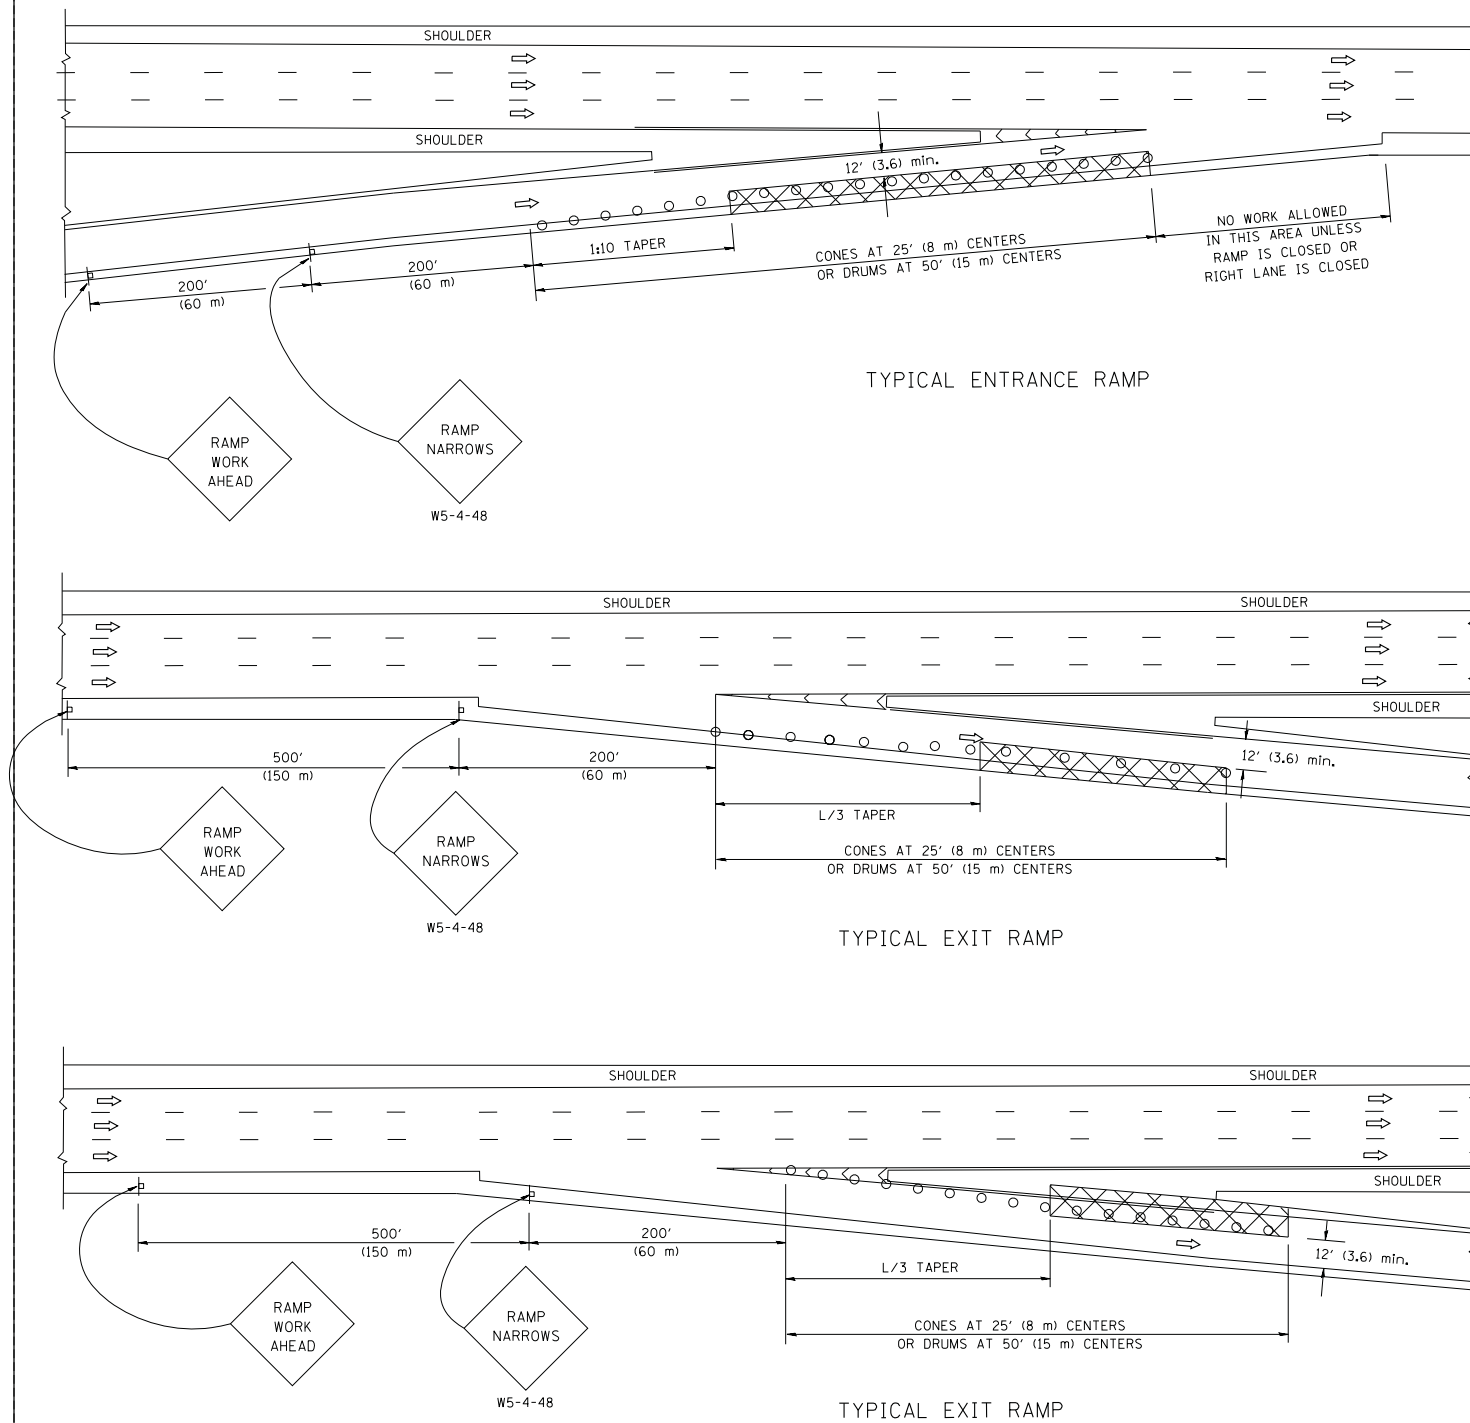 SHOULDER
SHOULDER
12' (3.6) min.
1:10 TAPER
200'
(60 m)
200'
(60 m)
CONES AT 25' (8 m) CENTERS
OR DRUMS AT 50' (15 m) CENTERS
NO WORK ALLOWED
IN THIS AREA UNLESS
RAMP IS CLOSED OR
RIGHT LANE IS CLOSED
TYPICAL ENTRANCE RAMP
RAMP
WORK
AHEAD
RAMP
NARROWS
W5-4-48
SHOULDER
SHOULDER
SHOULDER
500'
(150 m)
200'
(60 m)
12' (3.6) min.
L/3 TAPER
CONES AT 25' (8 m) CENTERS
OR DRUMS AT 50' (15 m) CENTERS
RAMP
WORK
AHEAD
RAMP
NARROWS
W5-4-48
TYPICAL EXIT RAMP
SHOULDER
SHOULDER
SHOULDER
500'
(150 m)
200'
(60 m)
12' (3.6) min.
L/3 TAPER
CONES AT 25' (8 m) CENTERS
OR DRUMS AT 50' (15 m) CENTERS
RAMP
WORK
AHEAD
RAMP
NARROWS
W5-4-48
TYPICAL EXIT RAMP